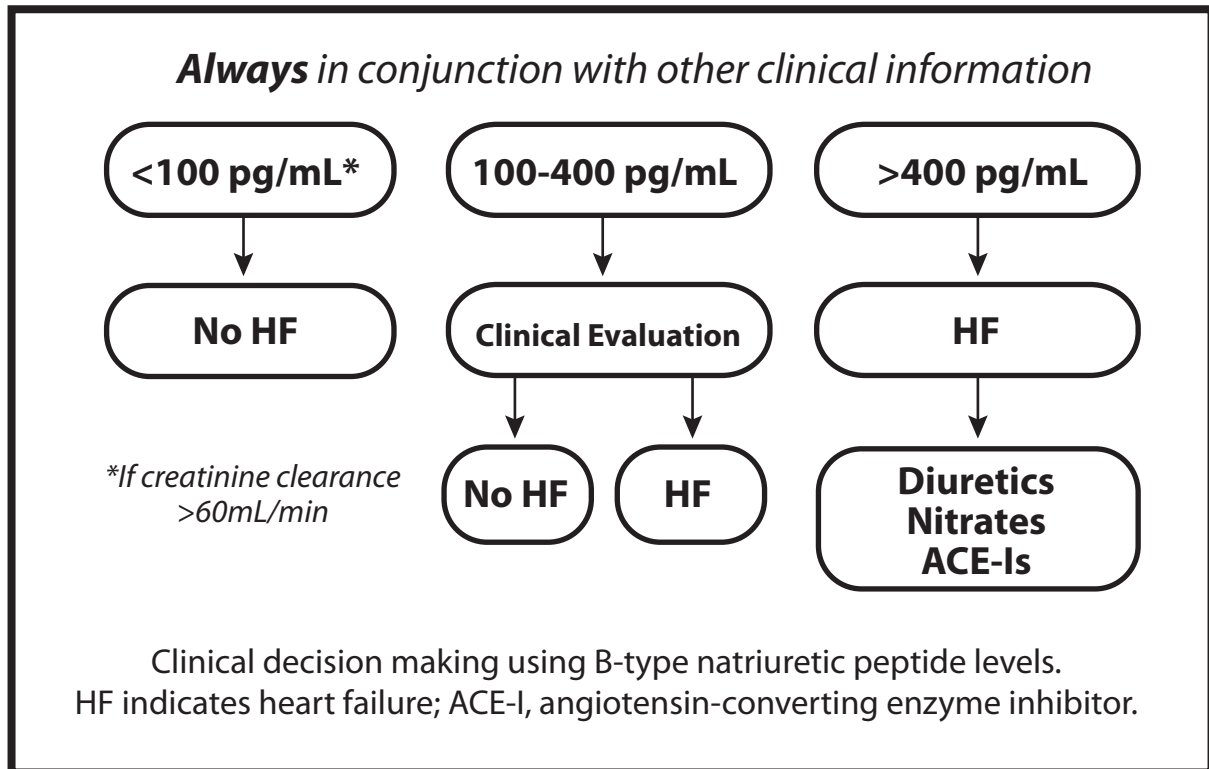 Always in conjunction with other clinical information
<100 pg/mL*
100-400 pg/mL
>400 pg/mL
No HF
Clinical Evaluation
HF
*If creatinine clearance
>60mL/min
No HF
HF
Diuretics
Nitrates
ACE-Is
Clinical decision making using B-type natriuretic peptide levels.
HF indicates heart failure; ACE-I, angiotensin-converting enzyme inhibitor.